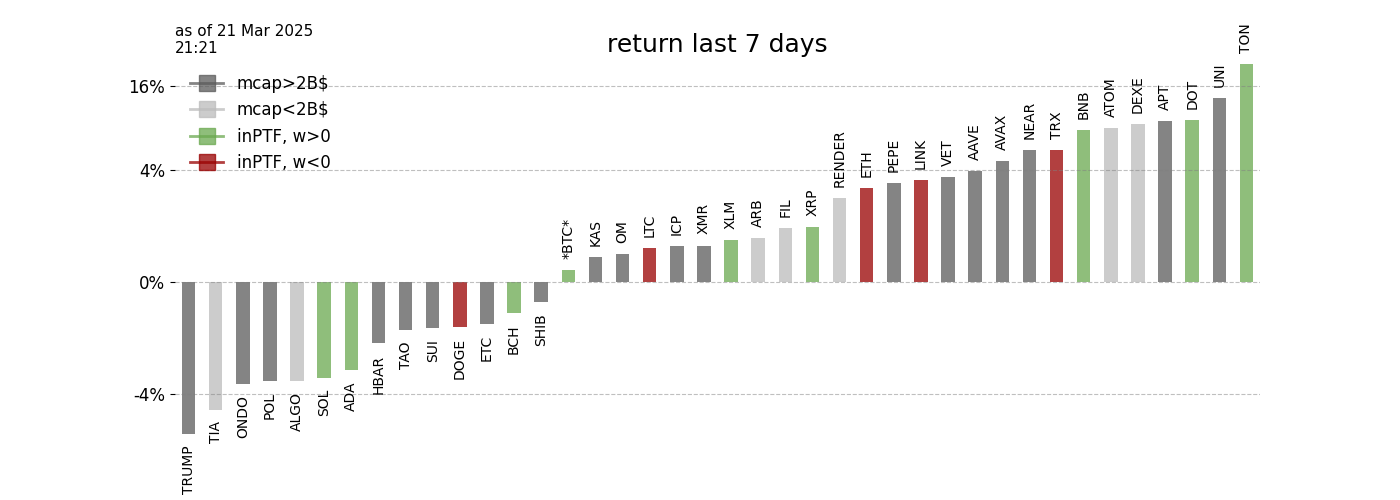 as of 21 Mar 2025
21:21
return last 7 days
mcap>2B$
mcap<2B$
inPTF, w>0
inPTF, w<0
16%
4%
0%
-4%
TRUMP
TIA
ONDO
POL
ALGO
SOL
ADA
HBAR
TAO
SUI
DOGE
ETC
BCH
SHIB
*BTC*
KAS
OM
LTC
ICP
XMR
XLM
ARB
FIL
XRP
RENDER
ETH
PEPE
LINK
VET
AAVE
AVAX
NEAR
TRX
BNB
ATOM
DEXE
APT
DOT
UNI
TON